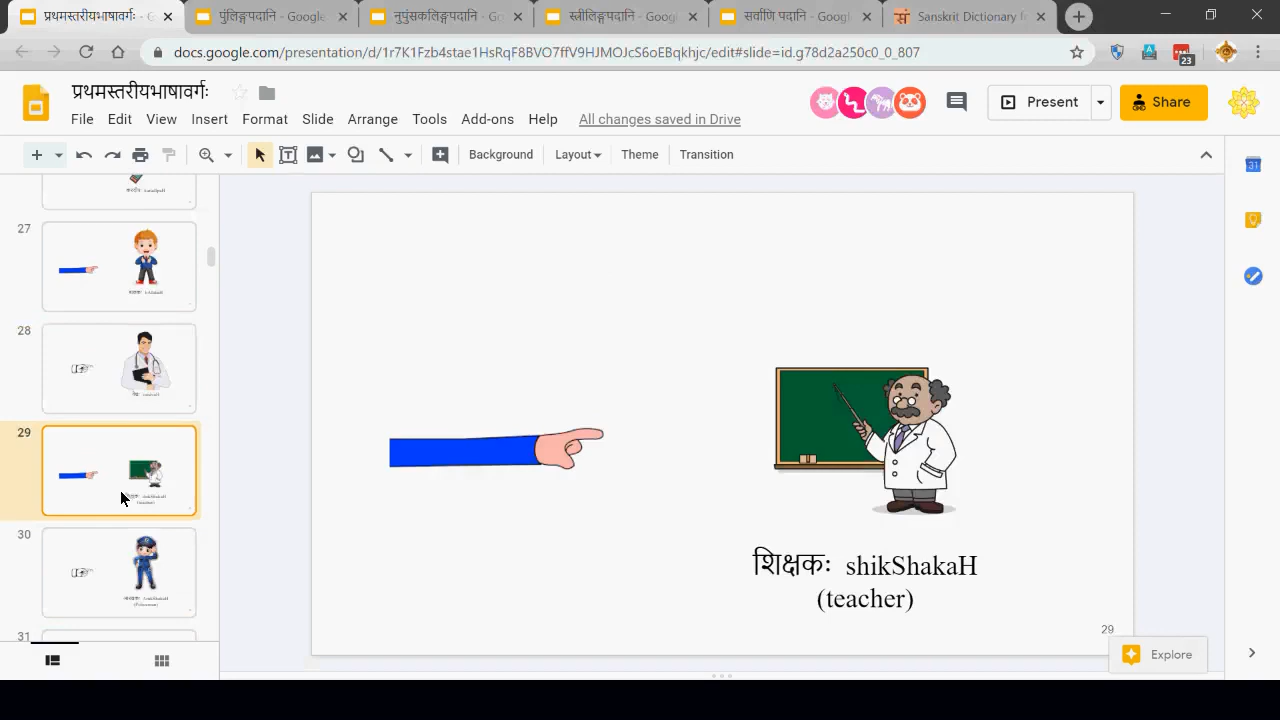 प्रथमस्तरीयभाषावर्गः - G
पुंलिङ्गपदानि - Google
नपुंसकलिङ्गपदानि - Go
स्त्रीलिङ्गपदानि - Googl
सर्वाणि पदानि - Googl
Sanskrit Dictionary f
docs.google.com/presentation/d/1r7K1Fzb4stae1HsRqF8BVO7ffV9HJMOJcS6oEBqkhjc/edit#slide=id.g78d2a250c0_0_807
23
प्रथमस्तरीयभाषावर्गः
Present
Share
File Edit View Insert Format Slide Arrange Tools Add-ons Help All changes saved in Drive
Background Layout Theme Transition
31
27
28
29
30
31
शिक्षकः shikShakaH
(teacher)
29
Explore